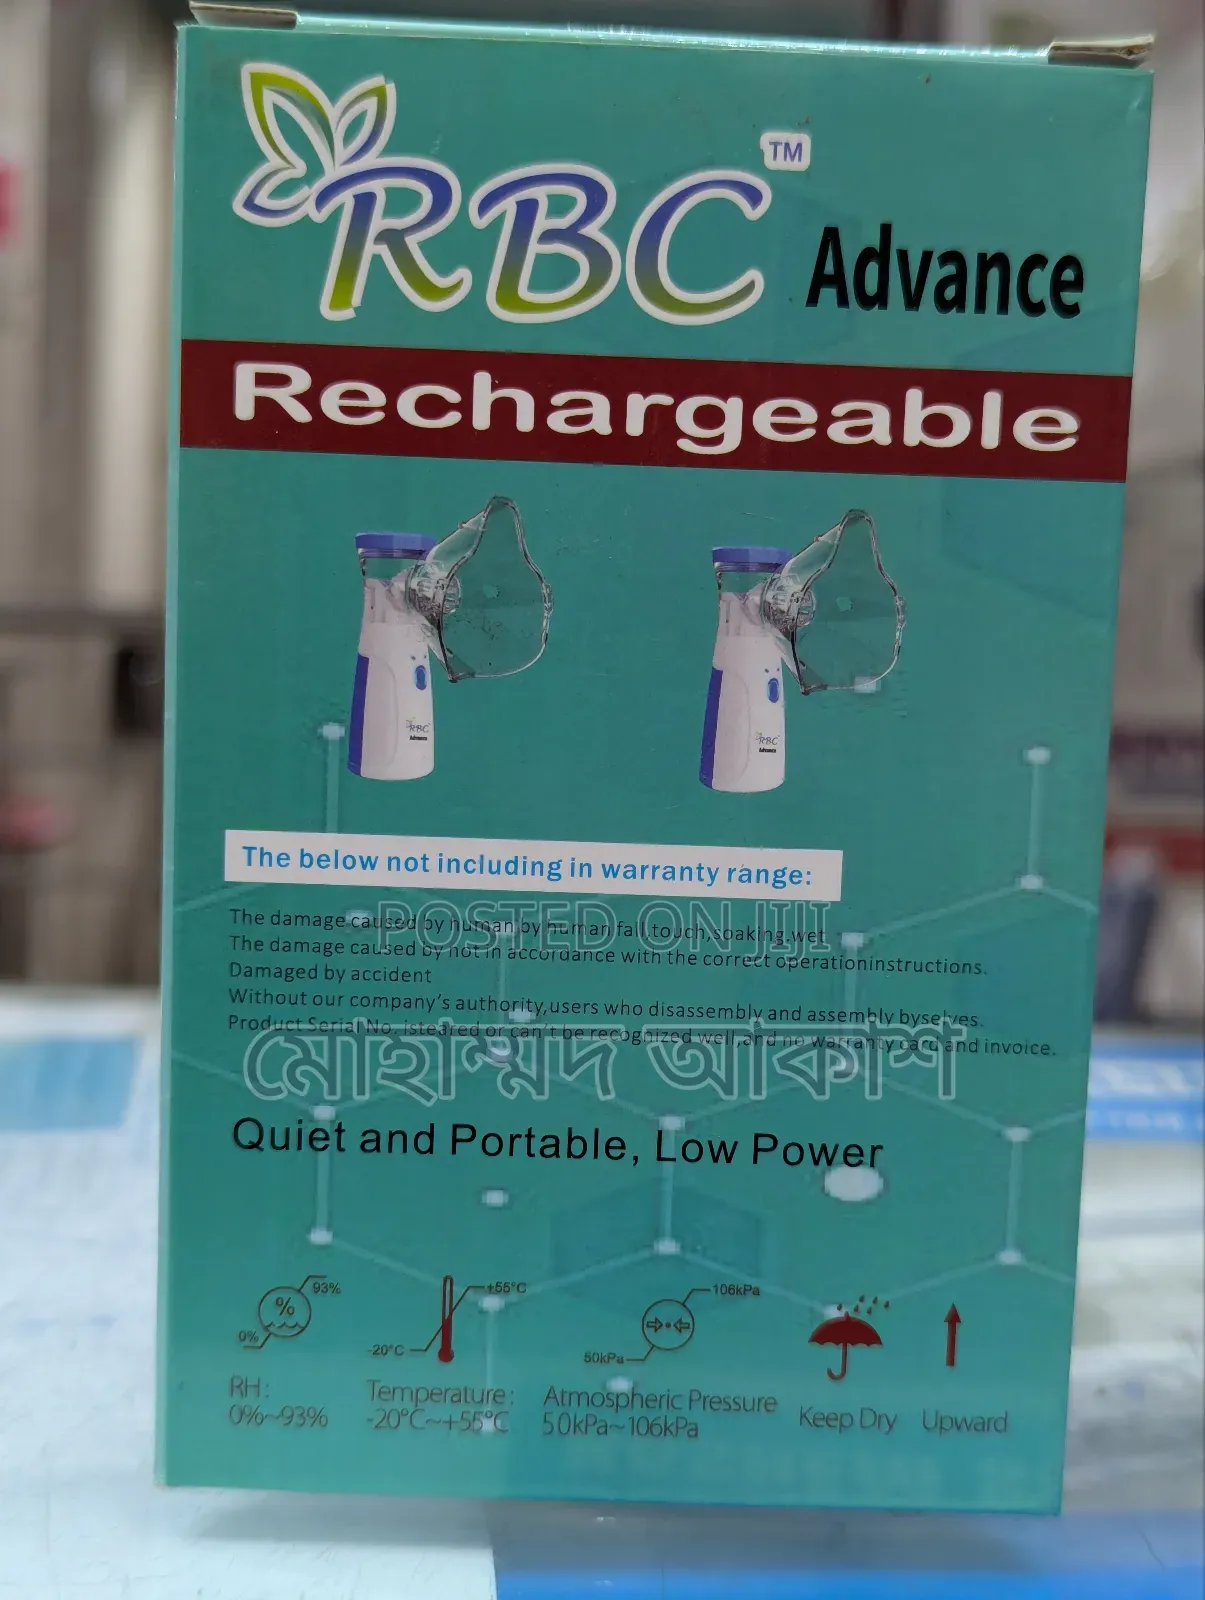 RBC TM Advance
Rechargeable
RBC
Advance
RBC
Advance
The below not including in warranty range:
The damage caused by human by human fall,touch,soaking.wet
POSTED ON JIJI
The damage caused by not in accordance with the correct operationinstructions.
Damaged by accident
Without our company's authority,users who disassembly and assembly byselves.
Product Serial No. isteared or can't be recognized well,and no warranty card and invoice.
মোহাম্মদ আকাশ
Quiet and Portable, Low Power
93%
%
0%
+55°C
-20°C
106kPa
50kPa
RH:
0%~93%
Temperature:
-20°C~+55°C
Atmospheric Pressure
50kPa~106kPa
Keep Dry
Upward